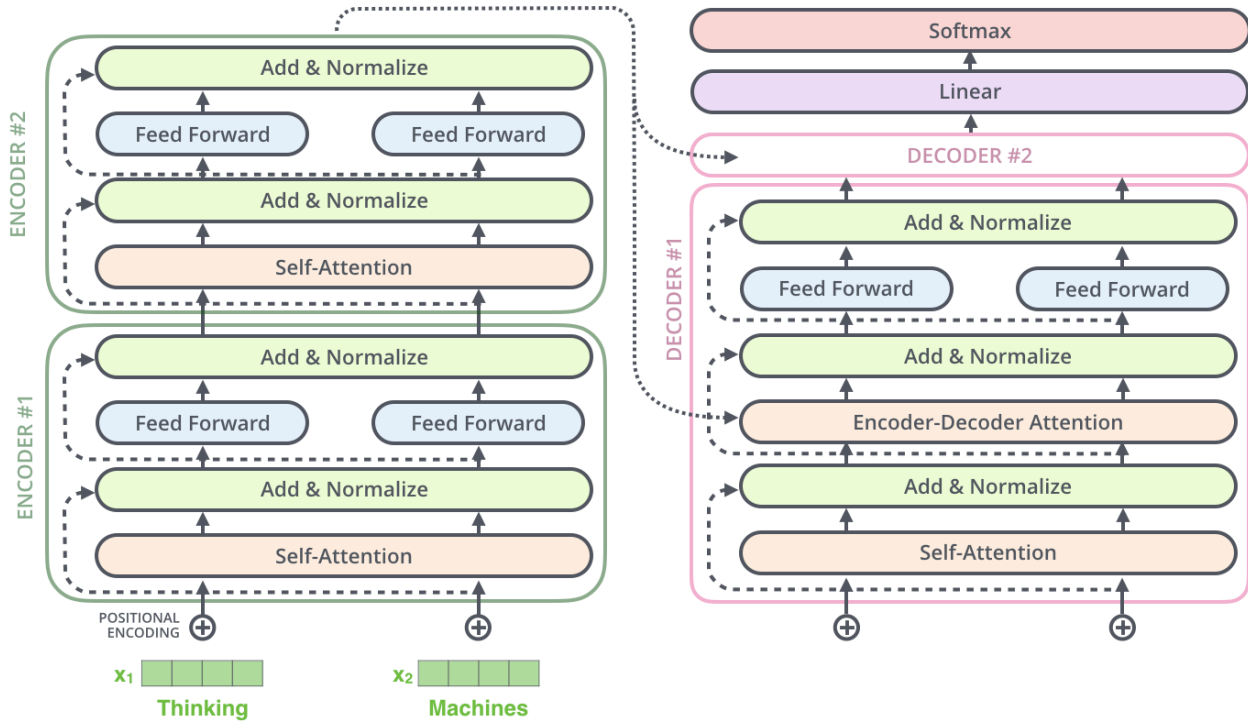 ENCODER #2
Add & Normalize
Feed Forward
Feed Forward
Add & Normalize
Self-Attention
ENCODER #1
Add & Normalize
Feed Forward
Feed Forward
Add & Normalize
Self-Attention
POSITIONAL
ENCODING
x₁
x₂
Thinking
Machines
Softmax
Linear
DECODER #2
DECODER #1
Add & Normalize
Feed Forward
Feed Forward
Add & Normalize
Encoder-Decoder Attention
Add & Normalize
Self-Attention